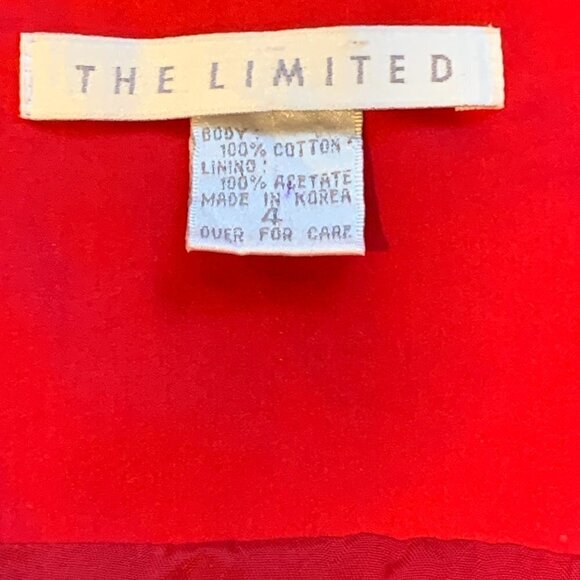 THE LIMITED
BODY:
100% COTTON
LINING:
100% ACETATE
MADE IN KOREA
4
OVER FOR CARE